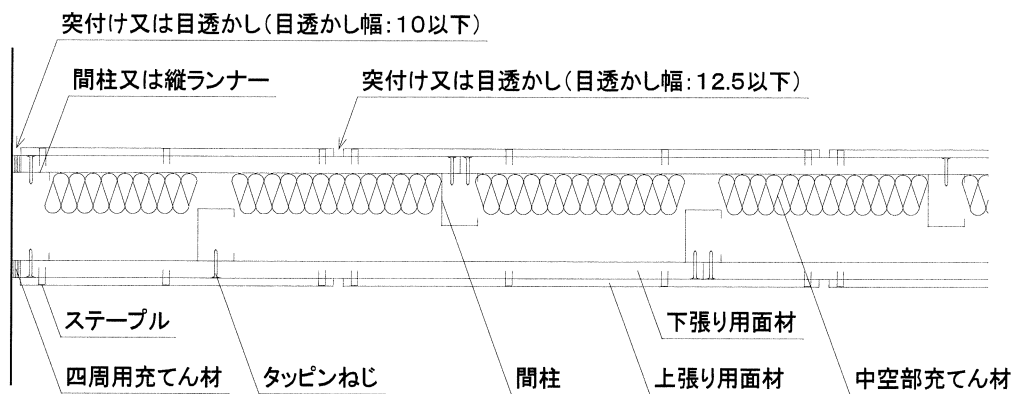 突付け又は目透かし(目透かし幅:10以下)
間柱又は縦ランナー
突付け又は目透かし(目透かし幅:12.5以下)
ステープル
下張り用面材
四周用充てん材
タッピンねじ
間柱
上張り用面材
中空部充てん材